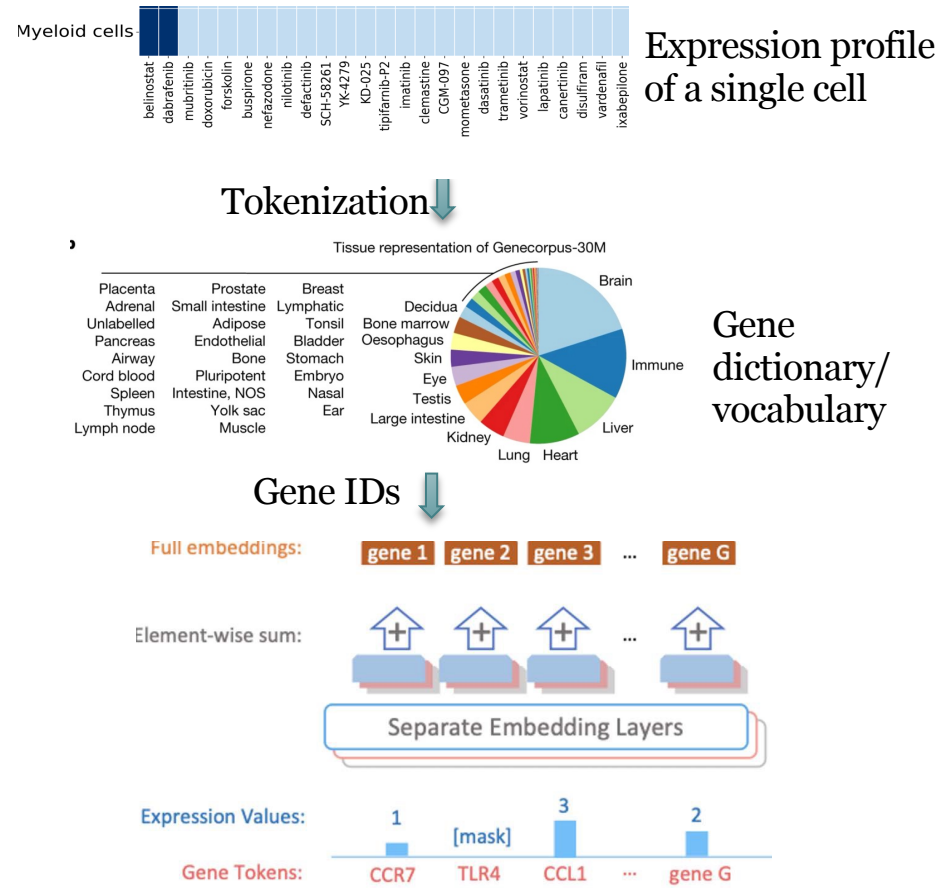 Myeloid cells
belinostat
dabrafenib
mubritinib
doxorubicin
forskolin
buspirone
nefazodone
nilotinib
defactinib
SCH-58261
YK-4279
KD-025
tipifarnib-P2
imatinib
clemastine
CGM-097
mometasone
dasatinib
trametinib
vorinostat
lapatinib
canertinib
disulfiram
vardenafil
ixabepilone
Expression profile
of a single cell
Tokenization
Tissue representation of Genecorpus-30M
Placenta Prostate Breast
Adrenal Small intestine Lymphatic
Unlabelled Adipose Tonsil
Pancreas Endothelial Bladder
Airway Bone Stomach
Cord blood Pluripotent Embryo
Spleen Intestine, NOS Nasal
Thymus Yolk sac Ear
Lymph node Muscle
Decidua
Bone marrow
Oesophagus
Skin
Eye
Testis
Large intestine
Kidney
Lung
Heart
Liver
Immune
Brain
Gene
dictionary/
vocabulary
Gene IDs
Full embeddings: gene 1 gene 2 gene 3 ... gene G
Element-wise sum: + + + ... +
Separate Embedding Layers
Expression Values: 1 [mask] 3 2
Gene Tokens: CCR7 TLR4 CCL1 ... gene G